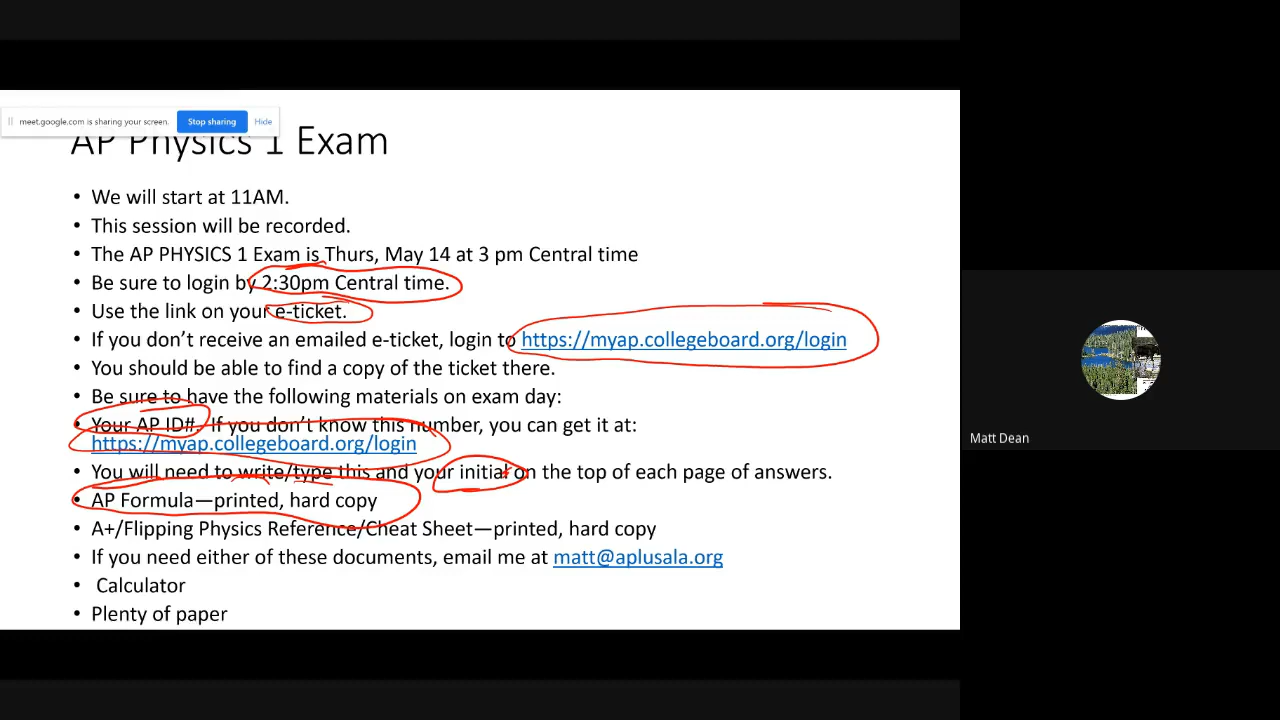 meet.google.com is sharing your screen. Stop sharing Hide
AP Physics 1 Exam
• We will start at 11AM.
• This session will be recorded.
• The AP PHYSICS 1 Exam is Thurs, May 14 at 3 pm Central time
• Be sure to login by 2:30pm Central time.
• Use the link on your e-ticket.
• If you don’t receive an emailed e-ticket, login to https://myap.collegeboard.org/login
• You should be able to find a copy of the ticket there.
• Be sure to have the following materials on exam day:
• Your AP ID#. If you don’t know this number, you can get it at:
https://myap.collegeboard.org/login
• You will need to write/type this and your initial on the top of each page of answers.
• AP Formula—printed, hard copy
• A+/Flipping Physics Reference/Cheat Sheet—printed, hard copy
• If you need either of these documents, email me at matt@aplusala.org
• Calculator
• Plenty of paper
Matt Dean